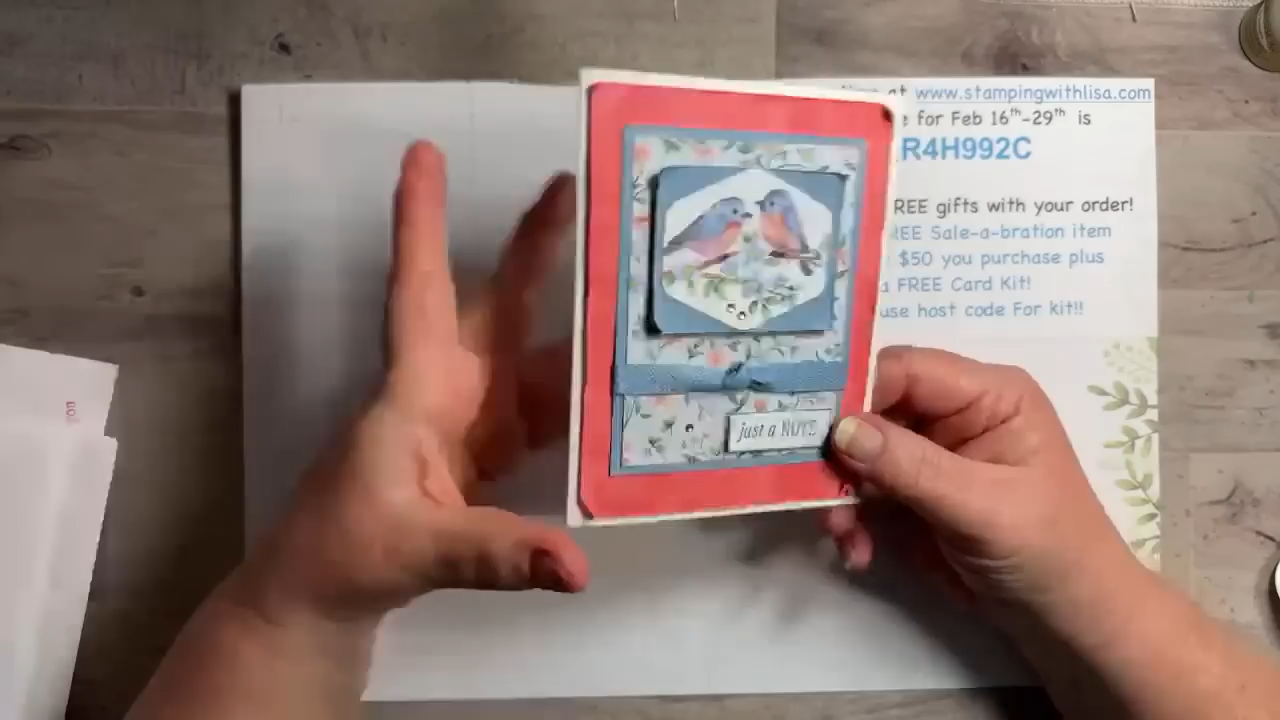 at www.stampingwithlisa.com
for Feb 16th-29th is
R4H992C
REE gifts with your order!
REE Sale-a-bration item
$50 you purchase plus
a FREE Card Kit!
use host code For kit!!
just a NOTE